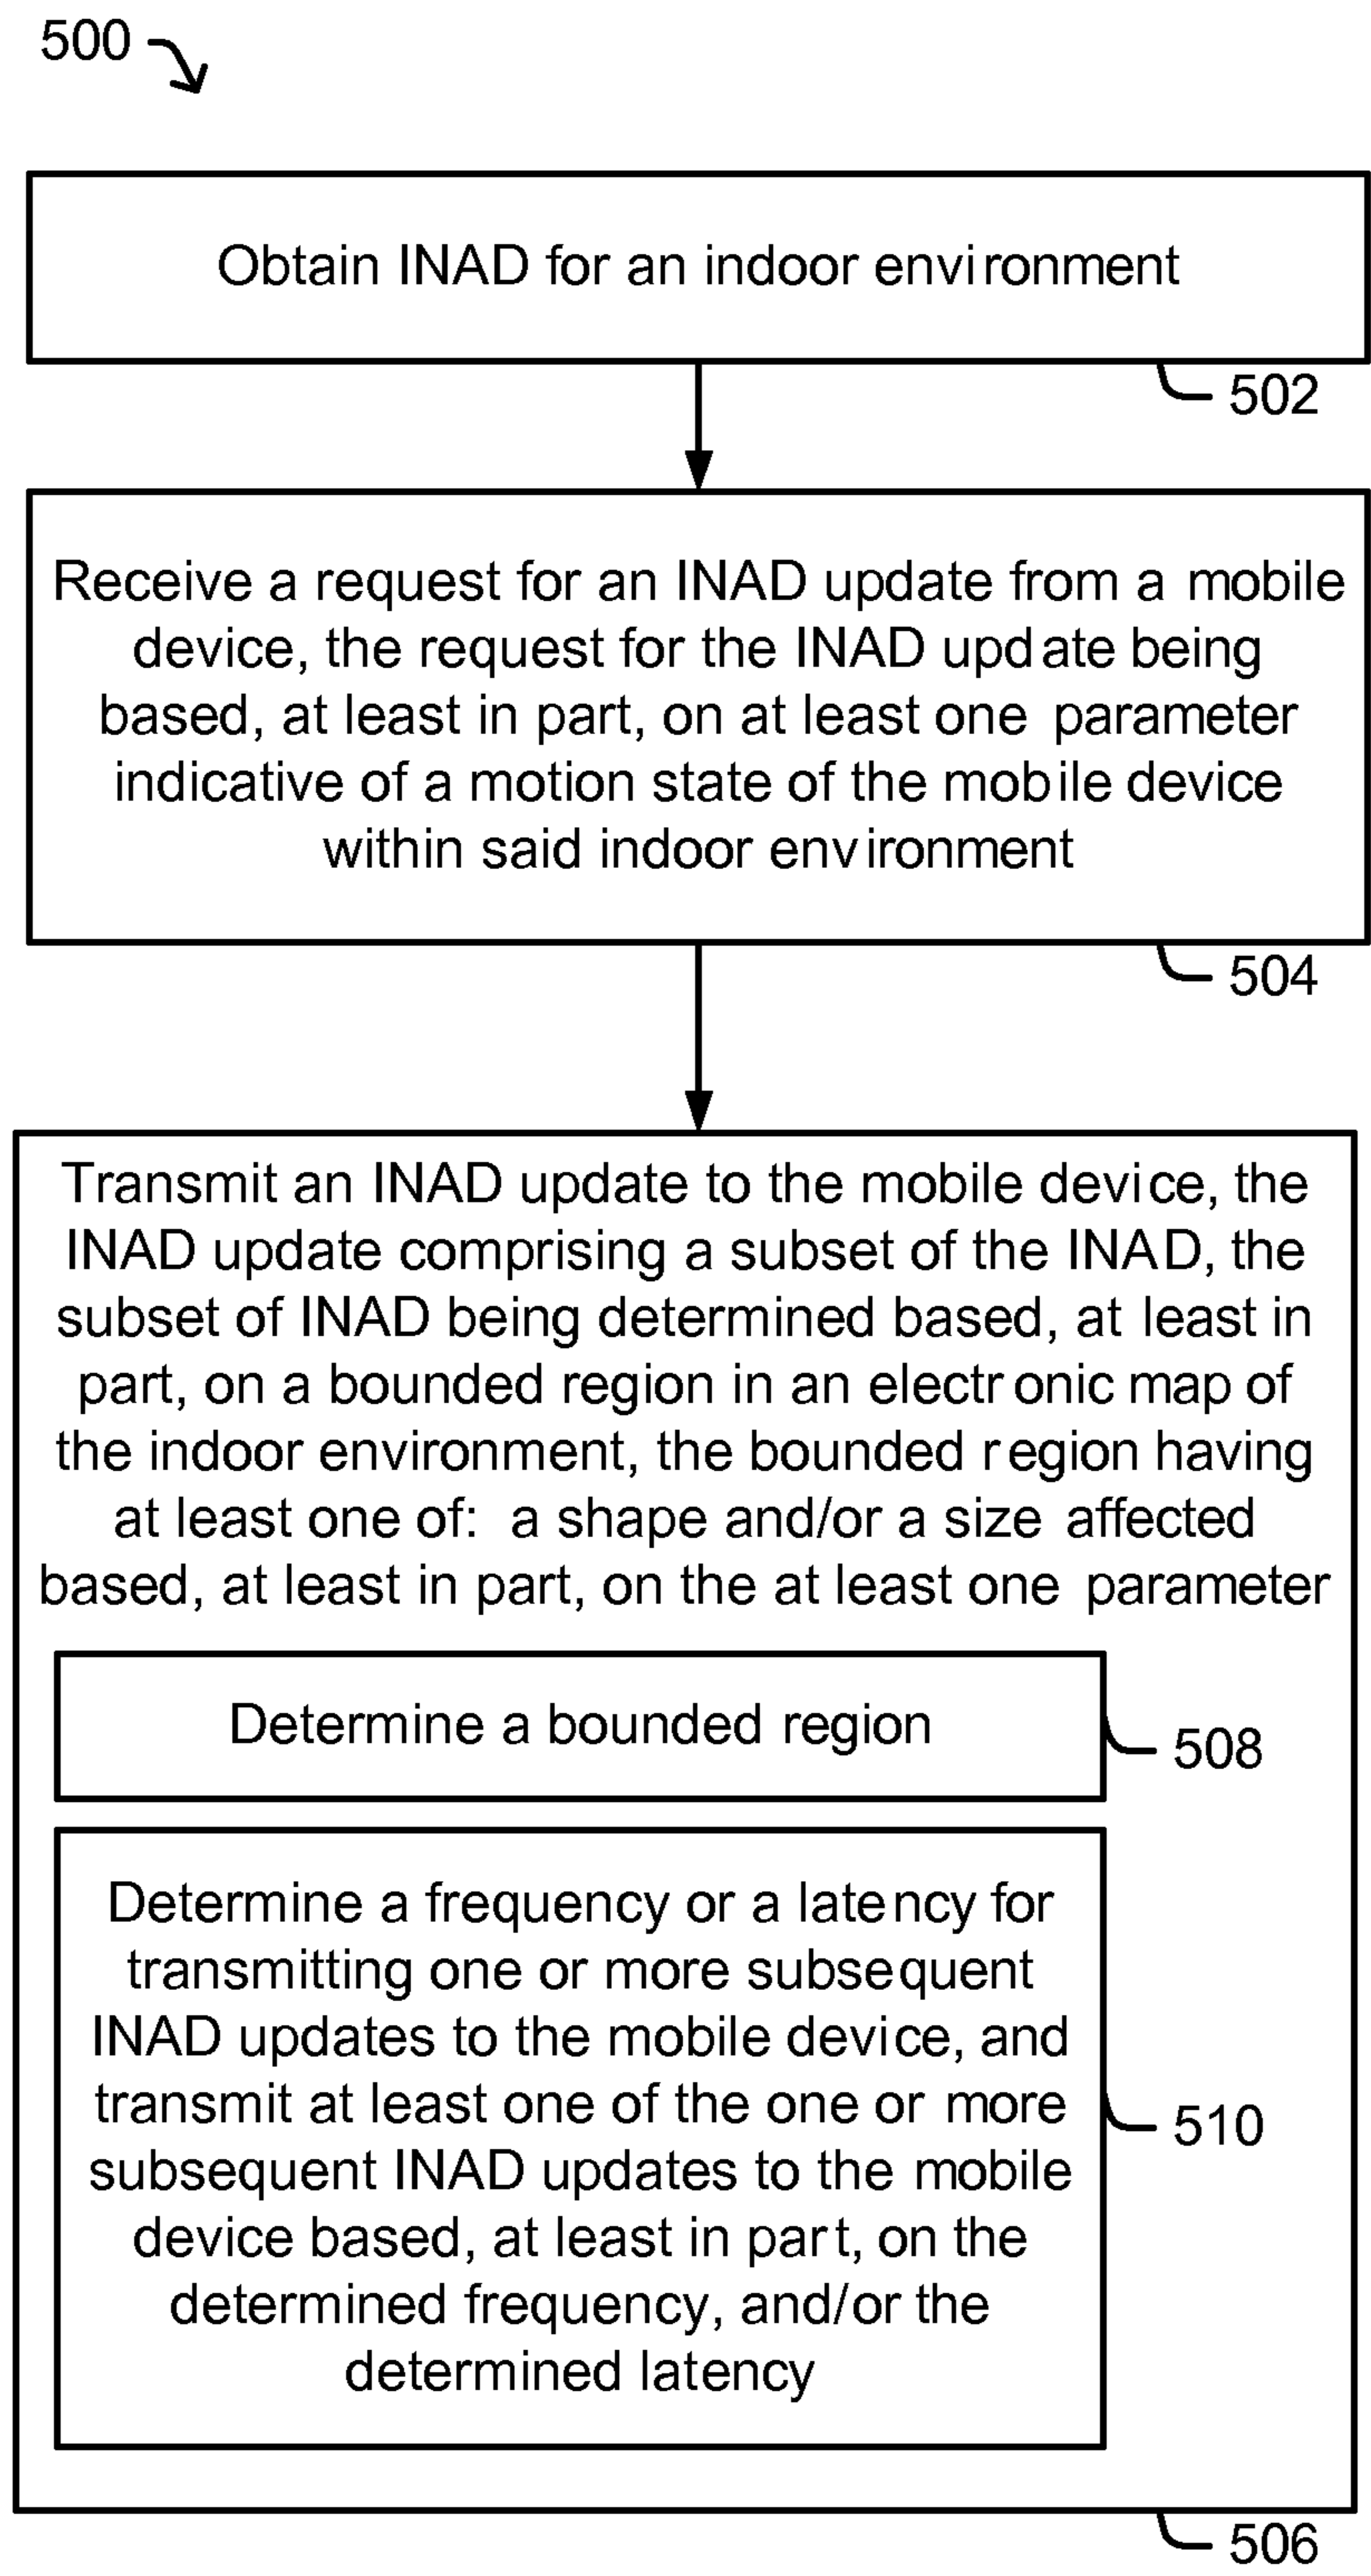 500
Obtain INAD for an indoor environment
502
Receive a request for an INAD update from a mobile
device, the request for the INAD update being
based, at least in part, on at least one parameter
indicative of a motion state of the mobile device
within said indoor environment
504
Transmit an INAD update to the mobile device, the
INAD update comprising a subset of the INAD, the
subset of INAD being determined based, at least in
part, on a bounded region in an electronic map of
the indoor environment, the bounded region having
at least one of: a shape and/or a size affected
based, at least in part, on the at least one parameter
Determine a bounded region
508
Determine a frequency or a latency for
transmitting one or more subsequent
INAD updates to the mobile device, and
transmit at least one of the one or more
subsequent INAD updates to the mobile
device based, at least in part, on the
determined frequency, and/or the
determined latency
510
506